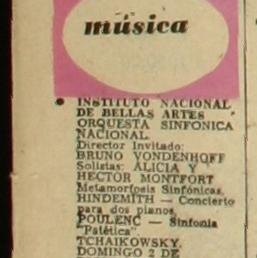 música
● INSTITUTO NACIONAL
DE BELLAS ARTES
ORQUESTA SINFONICA
NACIONAL.
Director Invitado:
BRUNO VONDENHOFF
Solistas: ALICIA Y
HECTOR MONTFORT
Metamorfosis Sinfónicas.
HINDEMITH — Concierto
para dos pianos.
POULENC — Sinfonía
"Patética".
TCHAIKOWSKY.
DOMINGO 2 DE